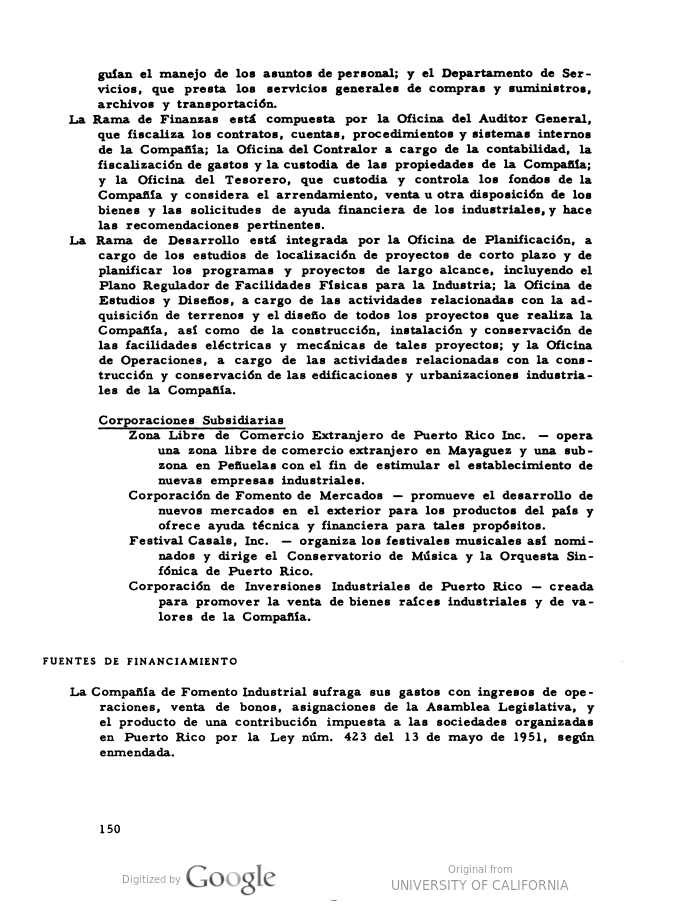 guían el manejo de los asuntos de personal; y el Departamento de Ser-
vicios, que presta los servicios generales de compras y suministros,
archivos y transportación.
La Rama de Finanzas está compuesta por la Oficina del Auditor General,
que fiscaliza los contratos, cuentas, procedimientos y sistemas internos
de la Compañía; la Oficina del Contralor a cargo de la contabilidad, la
fiscalización de gastos y la custodia de las propiedades de la Compañía;
y la Oficina del Tesorero, que custodia y controla los fondos de la
Compañía y considera el arrendamiento, venta u otra disposición de los
bienes y las solicitudes de ayuda financiera de los industriales, y hace
las recomendaciones pertinentes.
La Rama de Desarrollo está integrada por la Oficina de Planificación, a
cargo de los estudios de localización de proyectos de corto plazo y de
planificar los programas y proyectos de largo alcance, incluyendo el
Plano Regulador de Facilidades Físicas para la Industria; la Oficina de
Estudios y Diseños, a cargo de las actividades relacionadas con la ad-
quisición de terrenos y el diseño de todos los proyectos que realiza la
Compañía, así como de la construcción, instalación y conservación de
las facilidades eléctricas y mecánicas de tales proyectos; y la Oficina
de Operaciones, a cargo de las actividades relacionadas con la cons-
trucción y conservación de las edificaciones y urbanizaciones industria-
les de la Compañía.
Corporaciones Subsidiarias
Zona Libre de Comercio Extranjero de Puerto Rico Inc. — opera
una zona libre de comercio extranjero en Mayaguez y una sub-
zona en Peñuelas con el fin de estimular el establecimiento de
nuevas empresas industriales.
Corporación de Fomento de Mercados — promueve el desarrollo de
nuevos mercados en el exterior para los productos del país y
ofrece ayuda técnica y financiera para tales propósitos.
Festival Casals, Inc. — organiza los festivales musicales así nomi-
nados y dirige el Conservatorio de Música y la Orquesta Sin-
fónica de Puerto Rico.
Corporación de Inversiones Industriales de Puerto Rico — creada
para promover la venta de bienes raíces industriales y de va-
lores de la Compañía.
FUENTES DE FINANCIAMIENTO
La Compañía de Fomento Industrial sufraga sus gastos con ingresos de ope-
raciones, venta de bonos, asignaciones de la Asamblea Legislativa, y
el producto de una contribución impuesta a las sociedades organizadas
en Puerto Rico por la Ley núm. 423 del 13 de mayo de 1951, según
enmendada.
150
Digitized by Google
Original from
UNIVERSITY OF CALIFORNIA